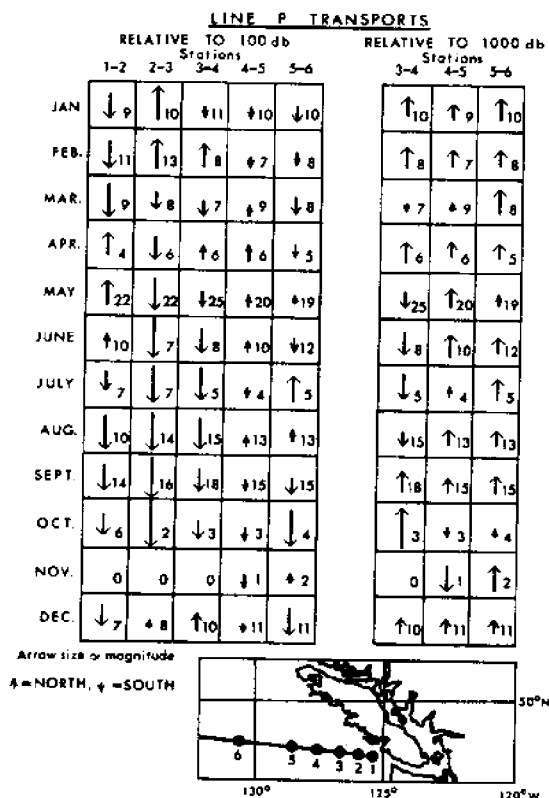 LINE P TRANSPORTS
RELATIVE TO 100 db
Stations
1-2 2-3 3-4 4-5 5-6
RELATIVE TO 1000 db
Stations
3-4 4-5 5-6
JAN 9 10 11 10 10 10 9 10
FEB. 11 13 8 7 8 8 7 8
MAR. 9 8 7 9 8 7 9 8
APR. 4 6 6 6 5 6 6 5
MAY 22 22 25 20 19 25 20 19
JUNE 10 7 8 10 12 8 10 12
JULY 7 7 5 4 5 5 4 5
AUG. 10 14 15 13 13 15 13 13
SEPT. 14 16 18 15 15 18 15 15
OCT. 6 2 3 3 4 3 3 4
NOV. 0 0 0 1 2 0 1 2
DEC. 7 8 10 11 11 10 11 11
Arrow size α magnitude
↑=NORTH, ↓=SOUTH
50°N
6 5 4 3 2 1
130° 125° 120°W